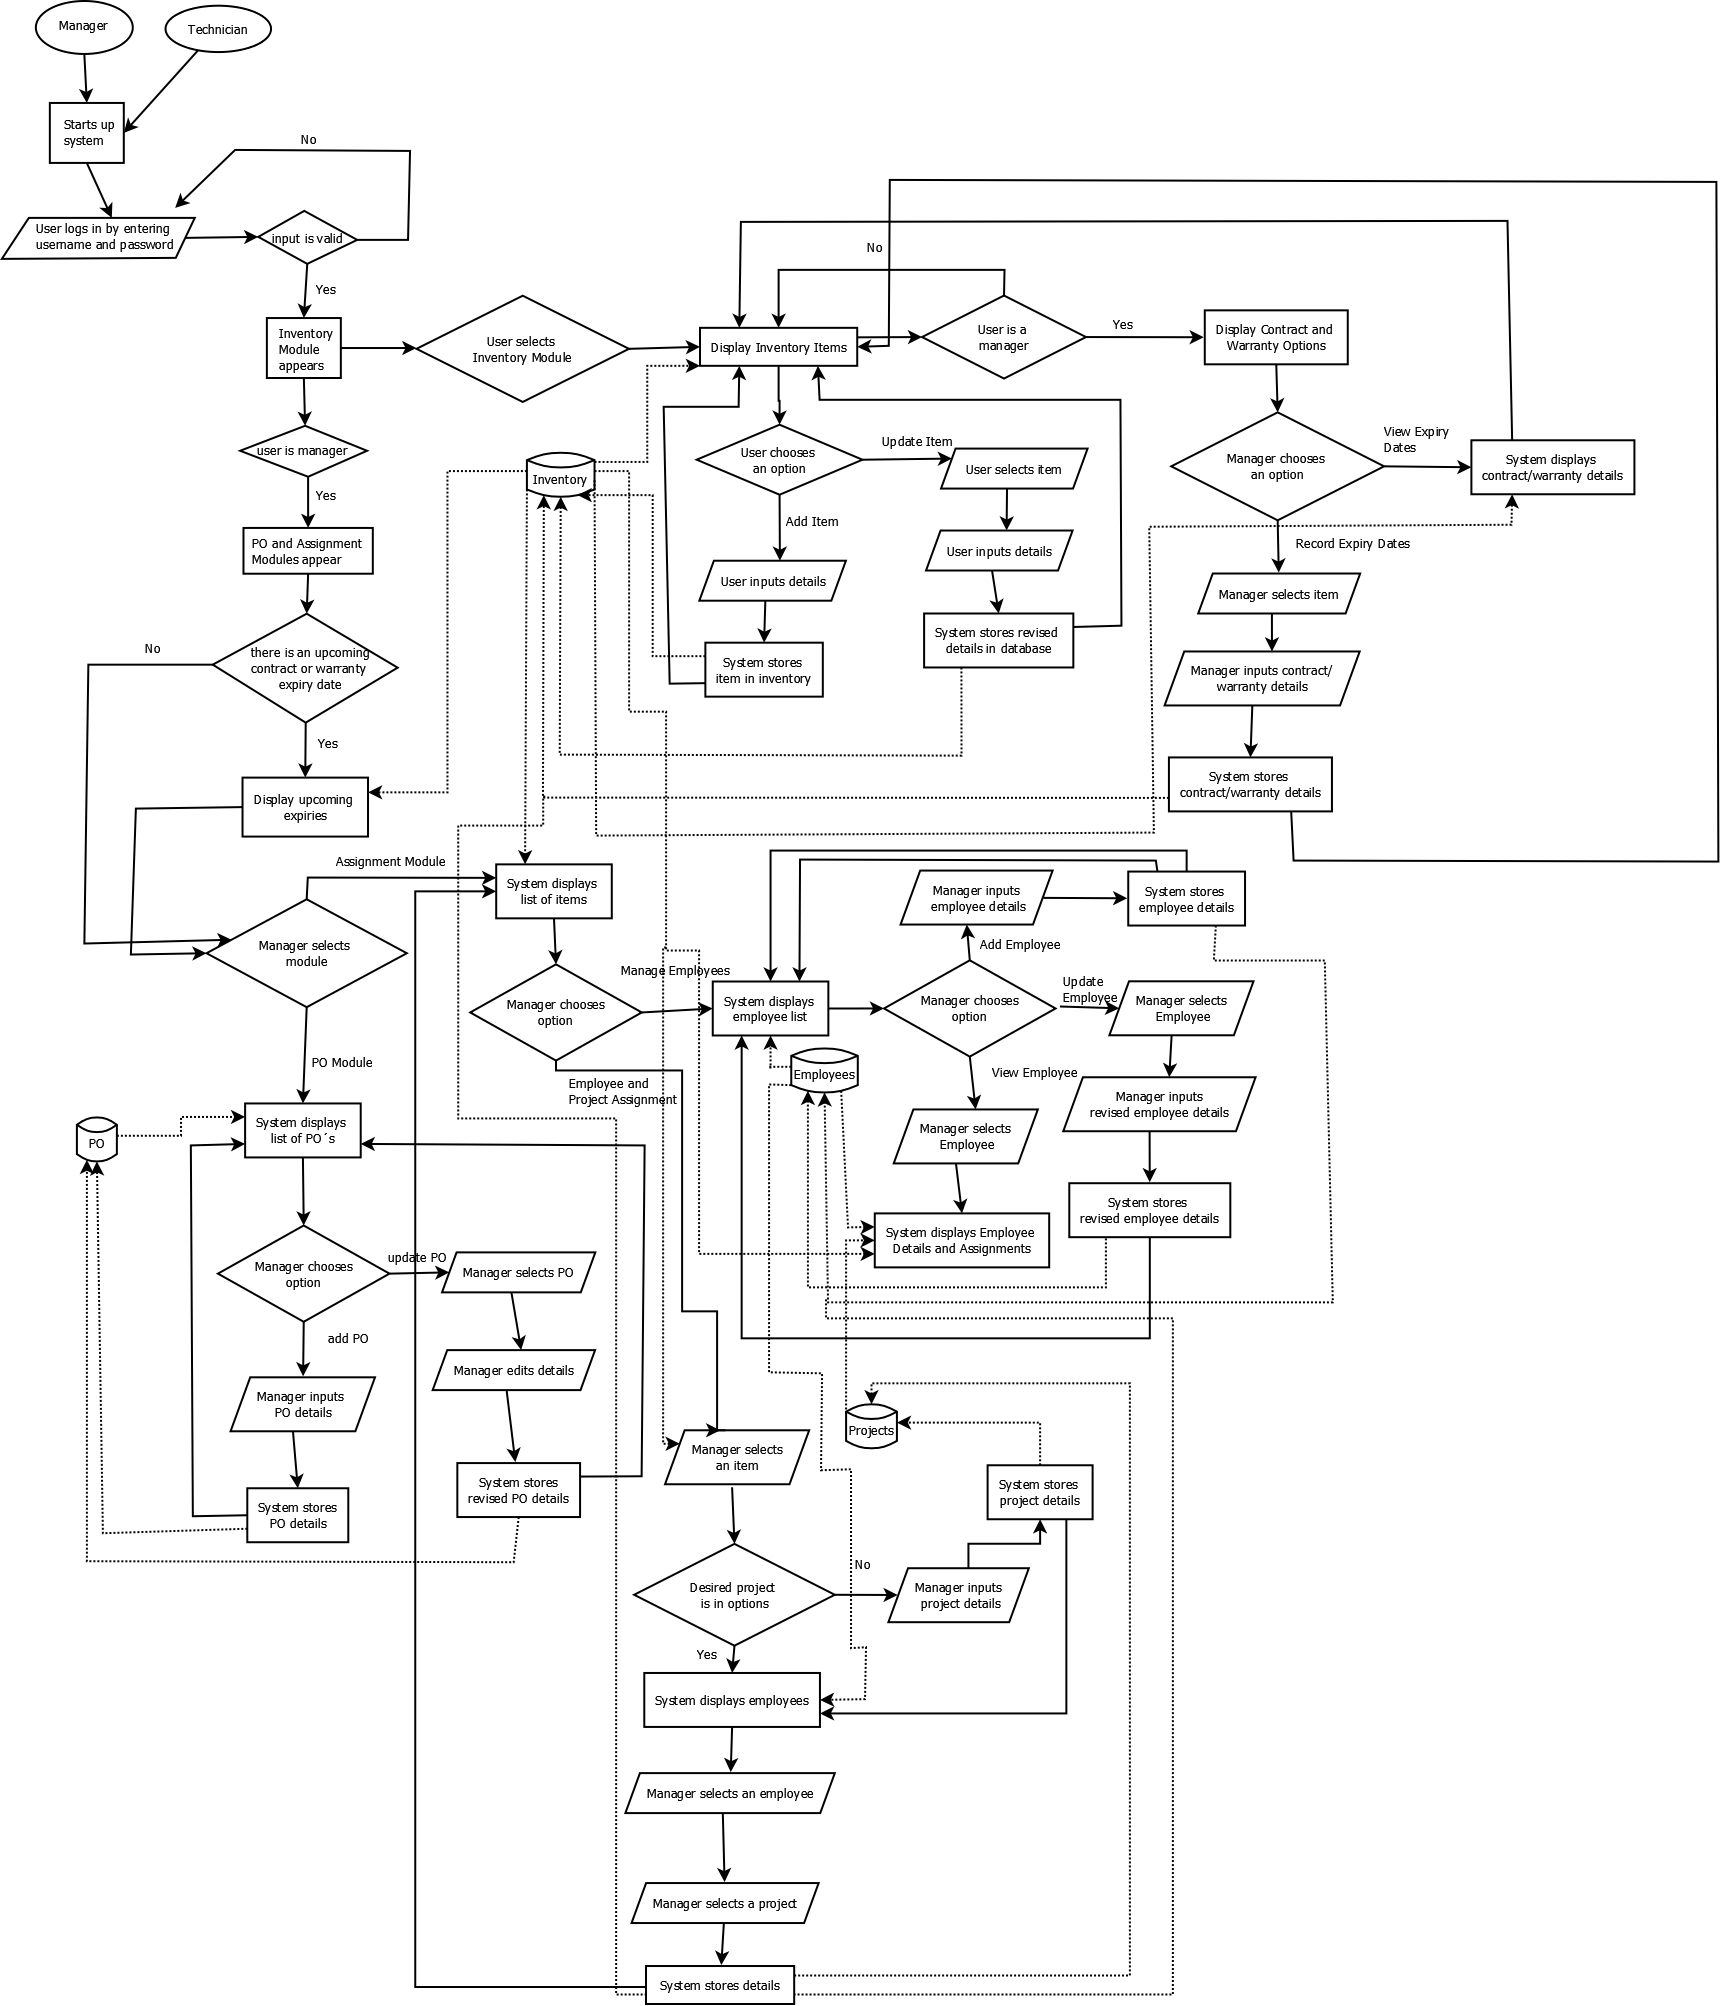 Manager
Technician
Starts up
system
No
User logs in by entering
username and password
input is valid
Yes
Inventory
Module
appears
User selects
Inventory Module
Display Inventory Items
No
User is a
manager
Yes
Display Contract and
Warranty Options
user is manager
Yes
PO and Assignment
Modules appear
Inventory
User chooses
an option
Update Item
User selects item
Add Item
User inputs details
User inputs details
System stores
item in inventory
System stores revised
details in database
Manager chooses
an option
View Expiry
Dates
System displays
contract/warranty details
Record Expiry Dates
Manager selects item
Manager inputs contract/
warranty details
System stores
contract/warranty details
No
there is an upcoming
contract or warranty
expiry date
Yes
Display upcoming
expiries
Assignment Module
System displays
list of items
Manager selects
module
Manager chooses
option
Manage Employees
System displays
employee list
Manager inputs
employee details
System stores
employee details
Add Employee
Manager chooses
option
Update
Employee
Manager selects
Employee
Employees
View Employee
Manager inputs
revised employee details
Manager selects
Employee
System stores
revised employee details
System displays Employee
Details and Assignments
PO Module
Employee and
Project Assignment
PO
System displays
list of PO´s
Manager chooses
option
update PO
Manager selects PO
add PO
Manager edits details
Manager inputs
PO details
System stores
PO details
System stores
revised PO details
Manager selects
an item
Projects
System stores
project details
Desired project
is in options
No
Manager inputs
project details
Yes
System displays employees
Manager selects an employee
Manager selects a project
System stores details